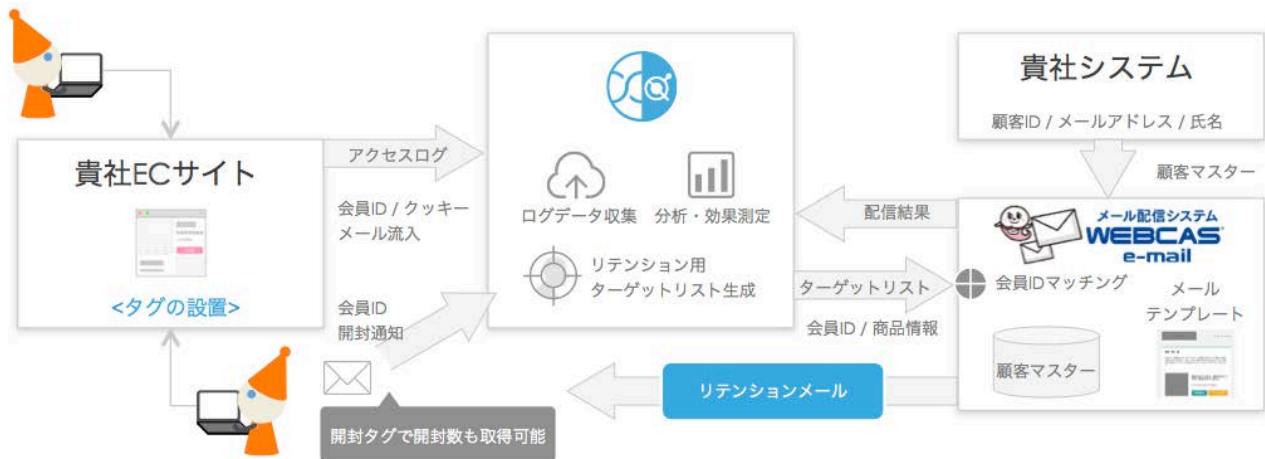 貴社ECサイト
<タグの設置>
アクセスログ
会員ID / クッキー
メール流入
会員ID
開封通知
開封タグで開封数も取得可能
ログデータ収集
分析・効果測定
リテンション用
ターゲットリスト生成
配信結果
ターゲットリスト
会員ID / 商品情報
リテンションメール
貴社システム
顧客ID / メールアドレス / 氏名
顧客マスター
メール配信システム
WEBCAS
e-mail
会員IDマッチング
メール
テンプレート
顧客マスター